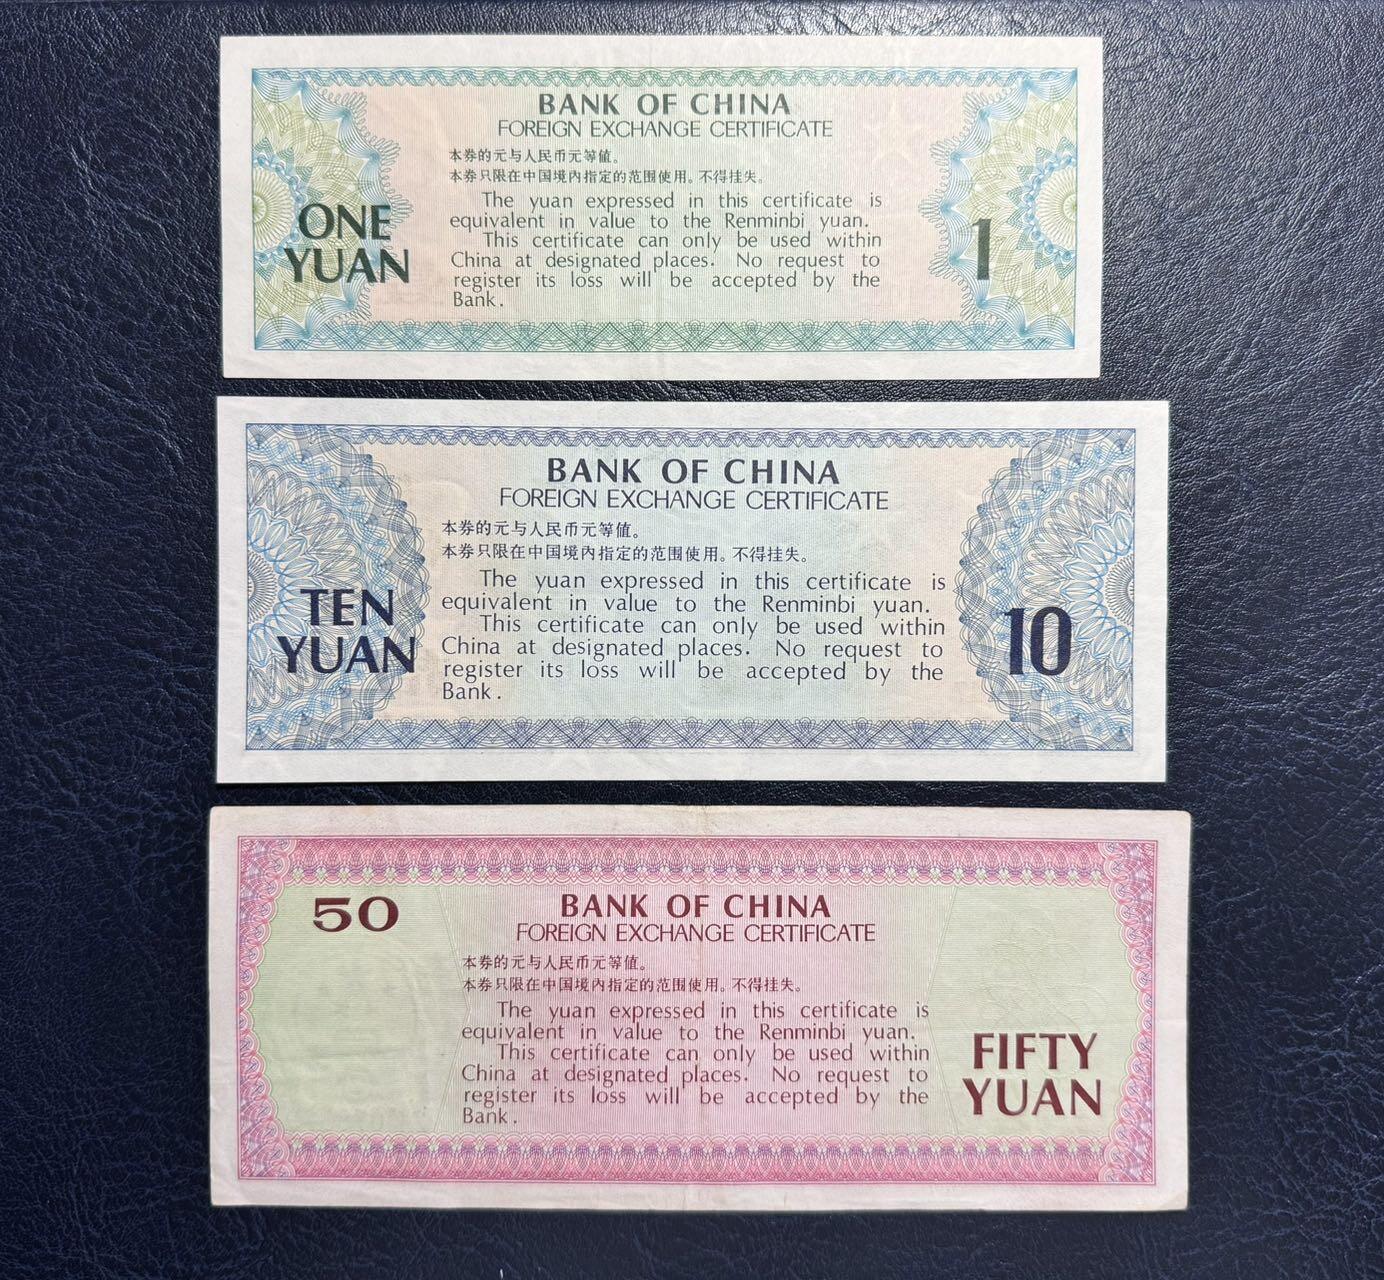 BANK OF CHINA
FOREIGN EXCHANGE CERTIFICATE
本券的元与人民币元等值。
本券只限在中国境内指定的范围使用。不得挂失。
The yuan expressed in this certificate is
equivalent in value to the Renminbi yuan.
This certificate can only be used within
China at designated places. No request to
register its loss will be accepted by the
Bank.
ONE
YUAN
1
BANK OF CHINA
FOREIGN EXCHANGE CERTIFICATE
本券的元与人民币元等值。
本券只限在中国境内指定的范围使用。不得挂失。
The yuan expressed in this certificate is
equivalent in value to the Renminbi yuan.
This certificate can only be used within
China at designated places. No request to
register its loss will be accepted by the
Bank.
TEN
YUAN
10
50
BANK OF CHINA
FOREIGN EXCHANGE CERTIFICATE
本券的元与人民币元等值。
本券只限在中国境内指定的范围使用。不得挂失。
The yuan expressed in this certificate is
equivalent in value to the Renminbi yuan.
This certificate can only be used within
China at designated places. No request to
register its loss will be accepted by the
Bank.
FIFTY
YUAN